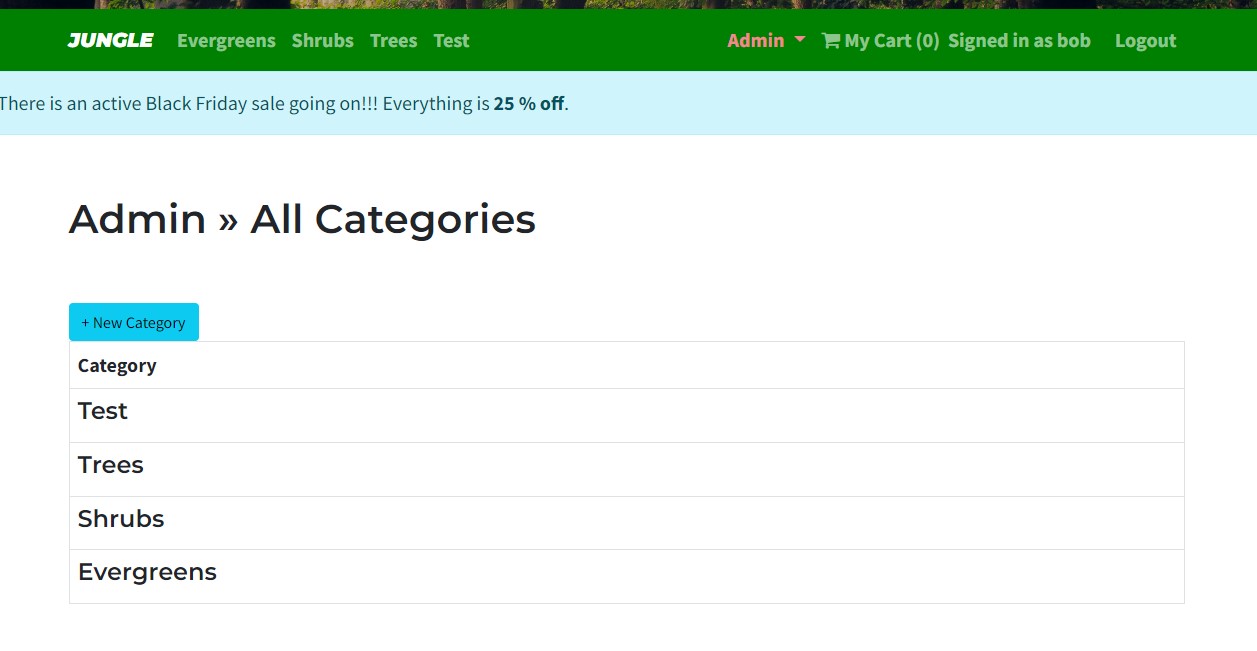 JUNGLE Evergreens Shrubs Trees Test Admin My Cart (0) Signed in as bob Logout
There is an active Black Friday sale going on!!! Everything is 25 % off.
Admin » All Categories
+ New Category
Category
Test
Trees
Shrubs
Evergreens